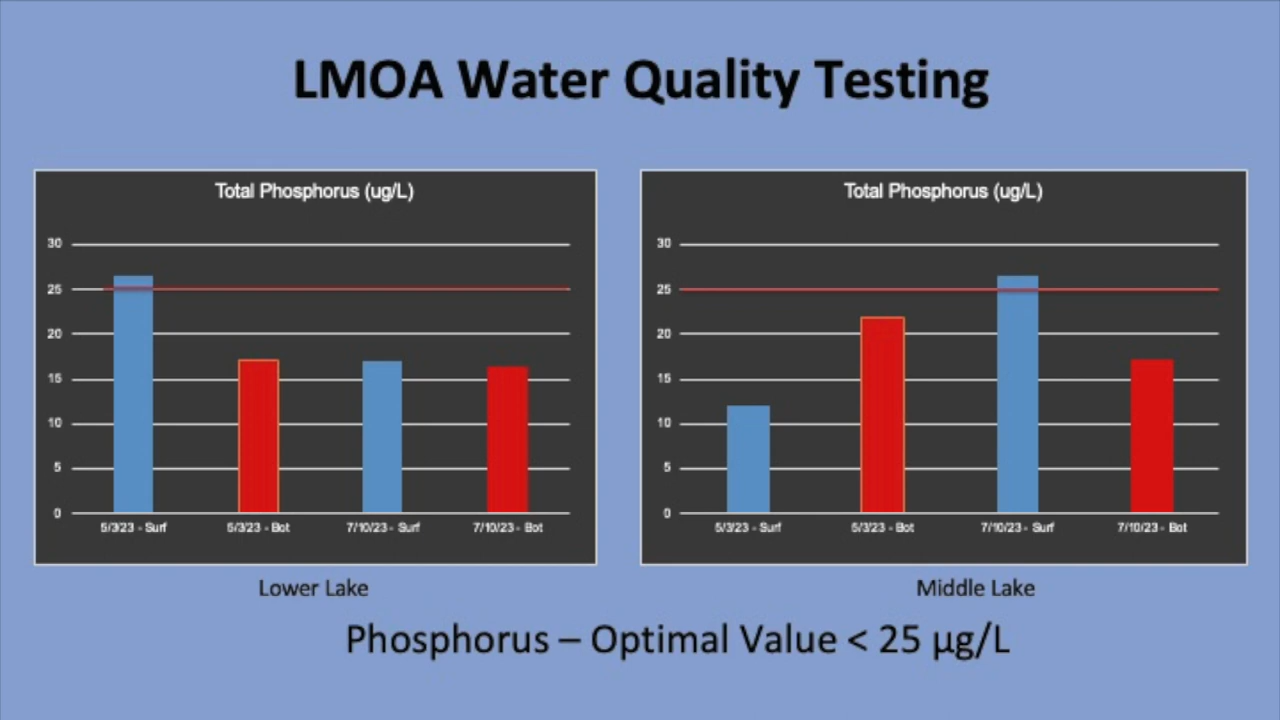 LMOA Water Quality Testing
Total Phosphorus (ug/L)
30
25
20
15
10
5
0
5/3/23 - Surf 5/3/23 - Bot 7/10/23 - Surf 7/10/23 - Bot
Lower Lake
Total Phosphorus (ug/L)
30
25
20
15
10
5
0
5/3/23 - Surf 5/3/23 - Bot 7/10/23 - Surf 7/10/23 - Bot
Middle Lake
Phosphorus – Optimal Value < 25 µg/L